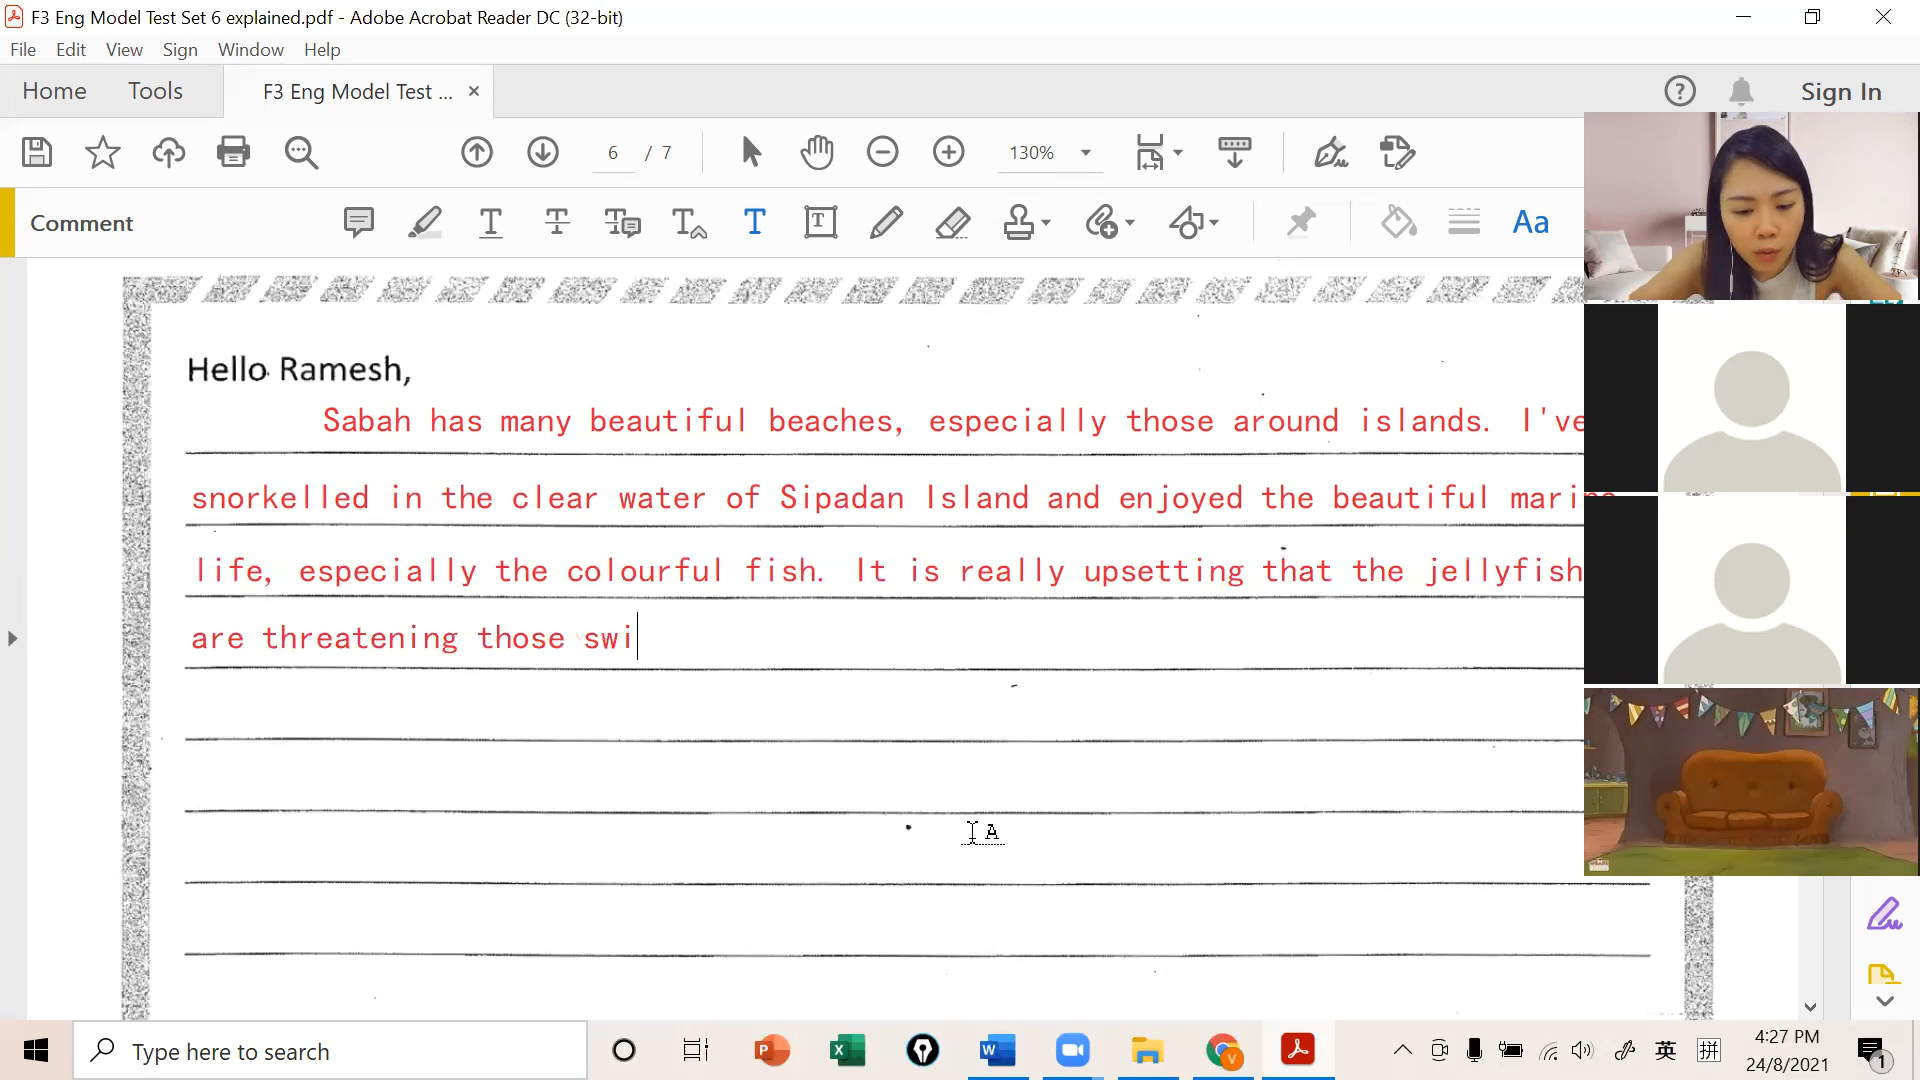 F3 Eng Model Test Set 6 explained.pdf - Adobe Acrobat Reader DC (32-bit)
File Edit View Sign Window Help
Home Tools F3 Eng Model Test ... × Sign In
6 / 7 130%
Comment
Hello Ramesh,
Sabah has many beautiful beaches, especially those around islands. I've
snorkelled in the clear water of Sipadan Island and enjoyed the beautiful marine
life, especially the colourful fish. It is really upsetting that the jellyfish
are threatening those swi
Type here to search
4:27 PM
英 拼
24/8/2021
1